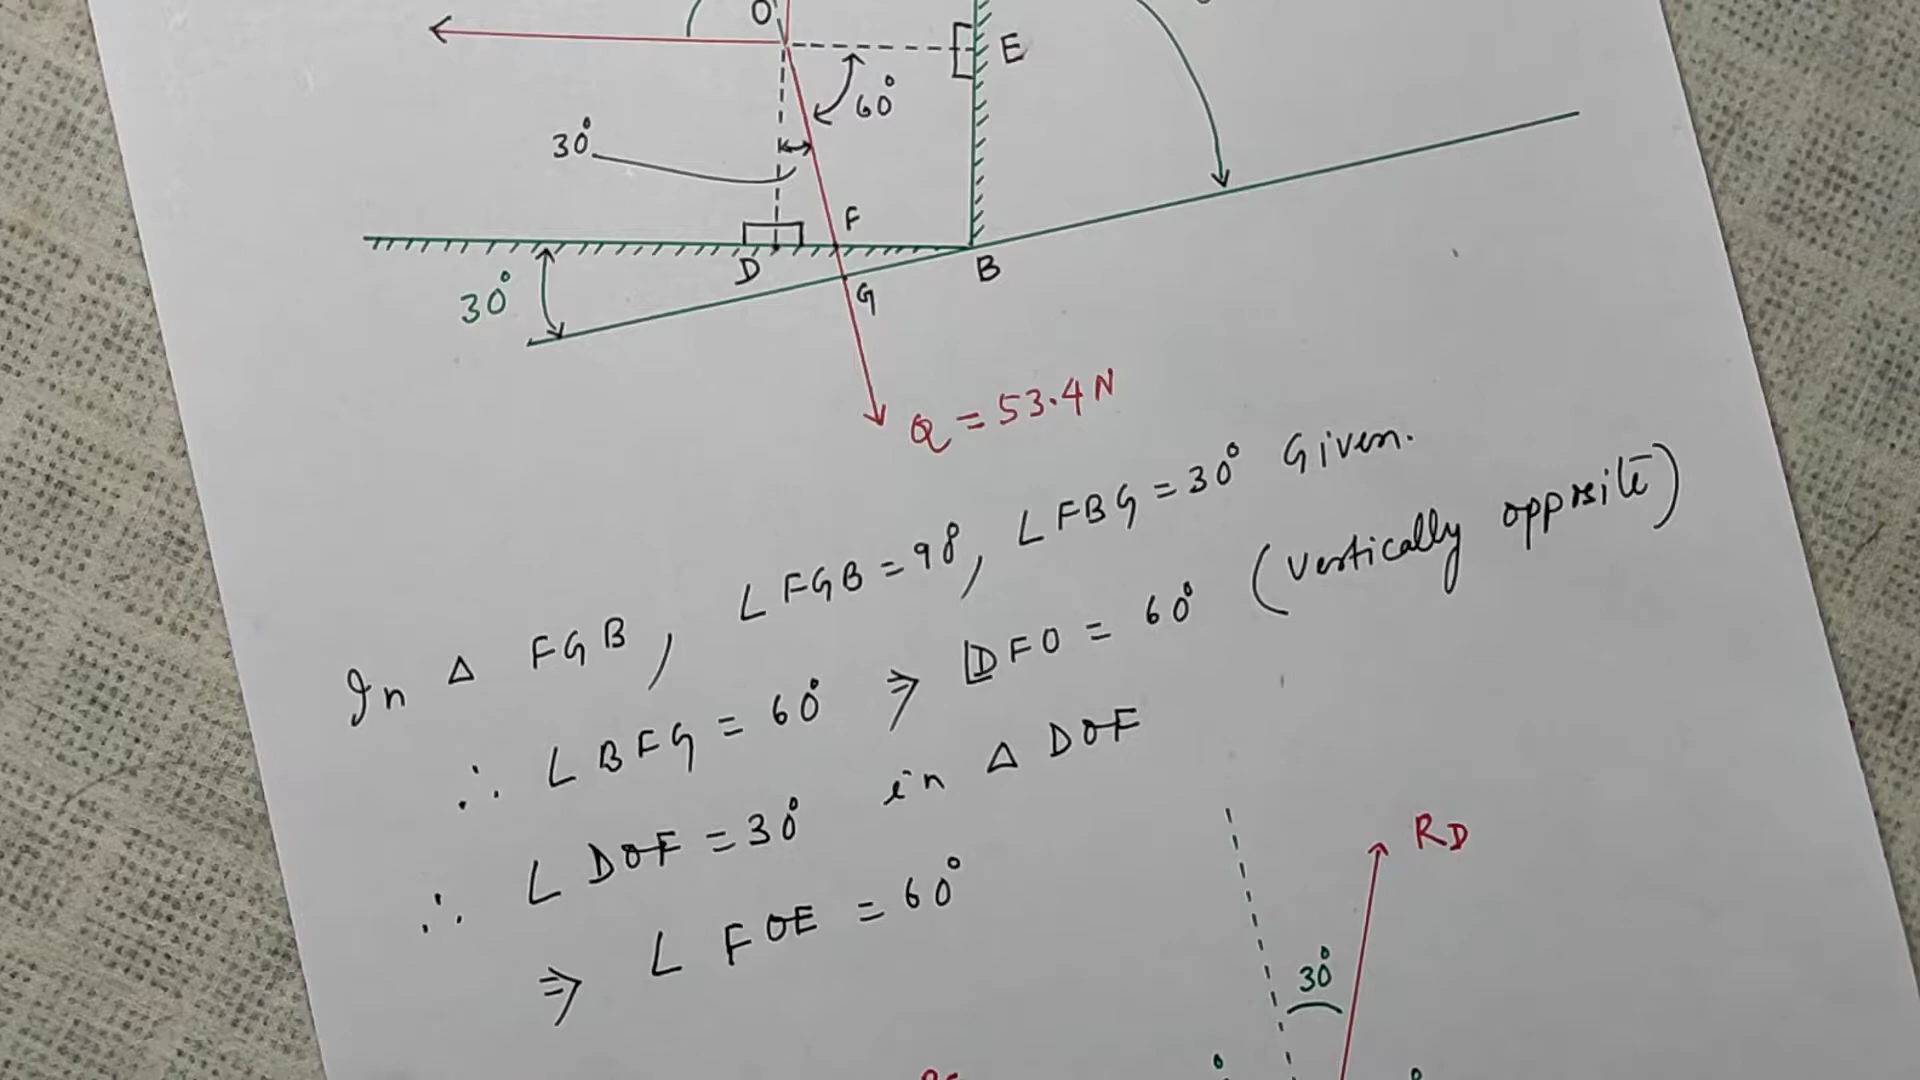 O
E
60°
30°
F
D
B
G
30°
Q = 53.4 N
In Δ FGB, ∠FGB = 90, ∠FBG = 30° Given.
∴ ∠BFG = 60° ⇒ ∠DFO = 60° (Vertically opposite)
∴ ∠DOF = 30° in Δ DOF
⇒ ∠FOE = 60°
RD
30°